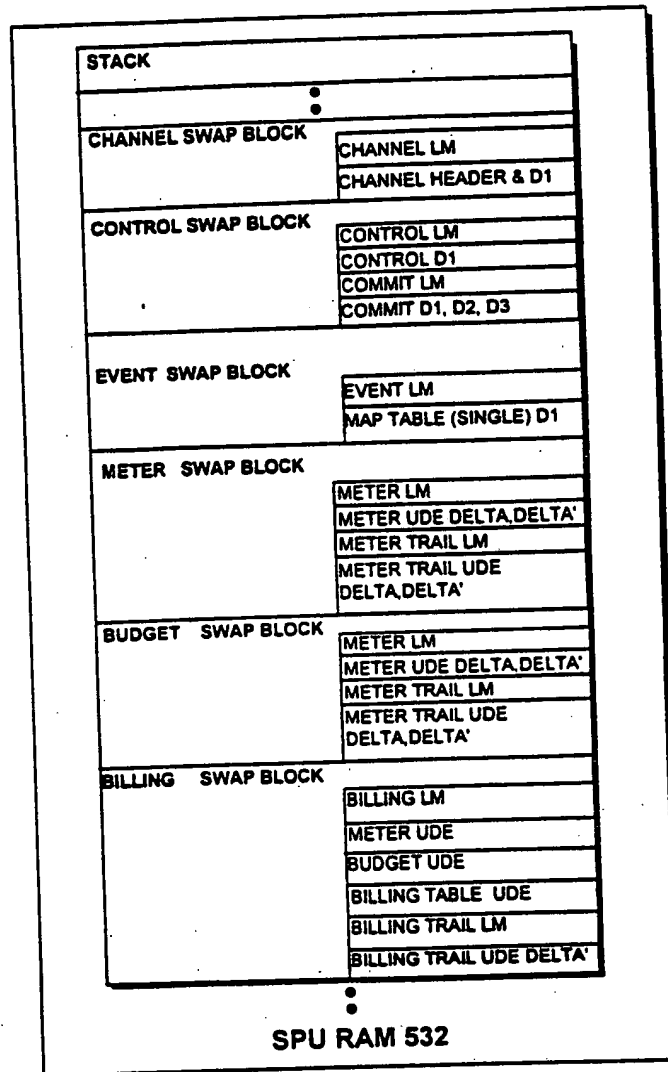 STACK
CHANNEL SWAP BLOCK
CHANNEL LM
CHANNEL HEADER & D1
CONTROL SWAP BLOCK
CONTROL LM
CONTROL D1
COMMIT LM
COMMIT D1, D2, D3
EVENT SWAP BLOCK
EVENT LM
MAP TABLE (SINGLE) D1
METER SWAP BLOCK
METER LM
METER UDE DELTA,DELTA'
METER TRAIL LM
METER TRAIL UDE
DELTA,DELTA'
BUDGET SWAP BLOCK
METER LM
METER UDE DELTA,DELTA'
METER TRAIL LM
METER TRAIL UDE
DELTA,DELTA'
BILLING SWAP BLOCK
BILLING LM
METER UDE
BUDGET UDE
BILLING TABLE UDE
BILLING TRAIL LM
BILLING TRAIL UDE DELTA'
SPU RAM 532